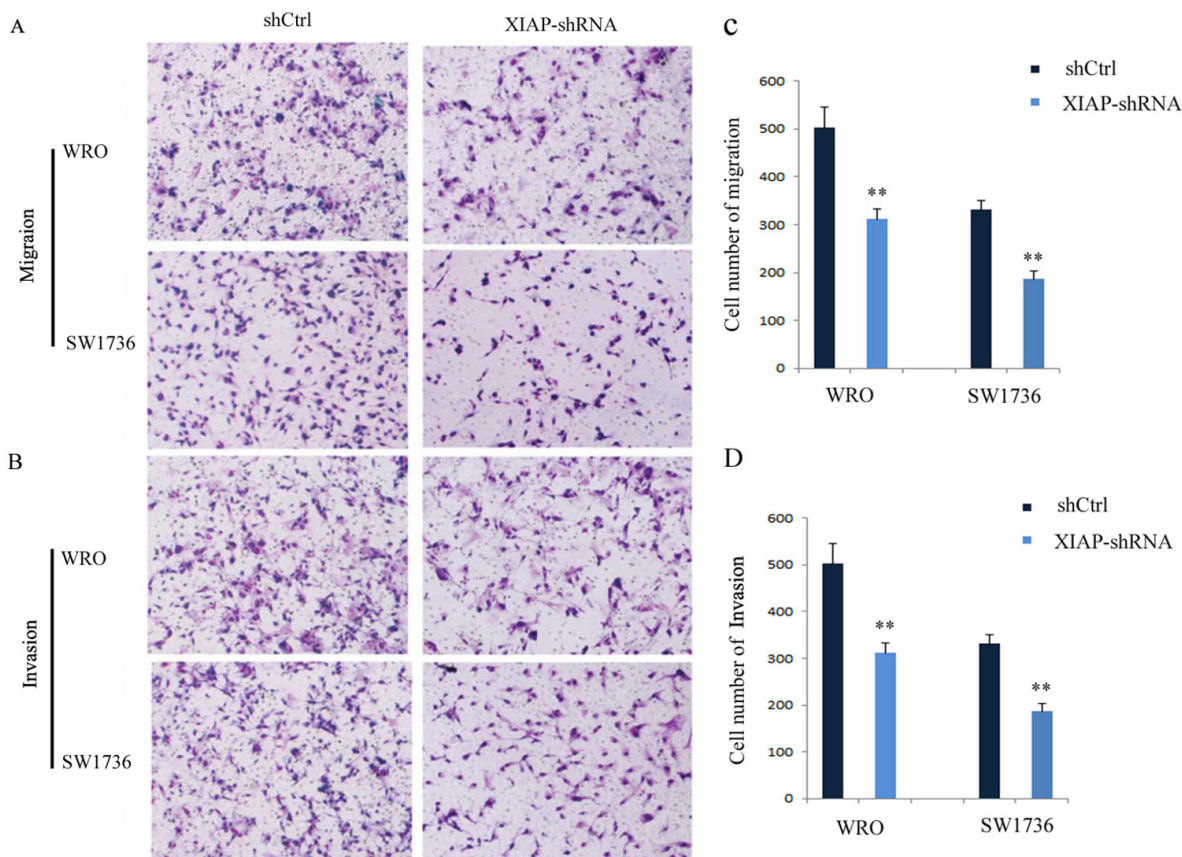 A
shCtrl
XIAP-shRNA
WRO
Migraion
SW1736
B
WRO
Invasion
SW1736
c
shCtrl
XIAP-shRNA
Cell number of migration
600
500
400
300
200
100
0
**
**
WRO
SW1736
D
shCtrl
XIAP-shRNA
Cell number of Invasion
600
500
400
300
200
100
0
**
**
WRO
SW1736